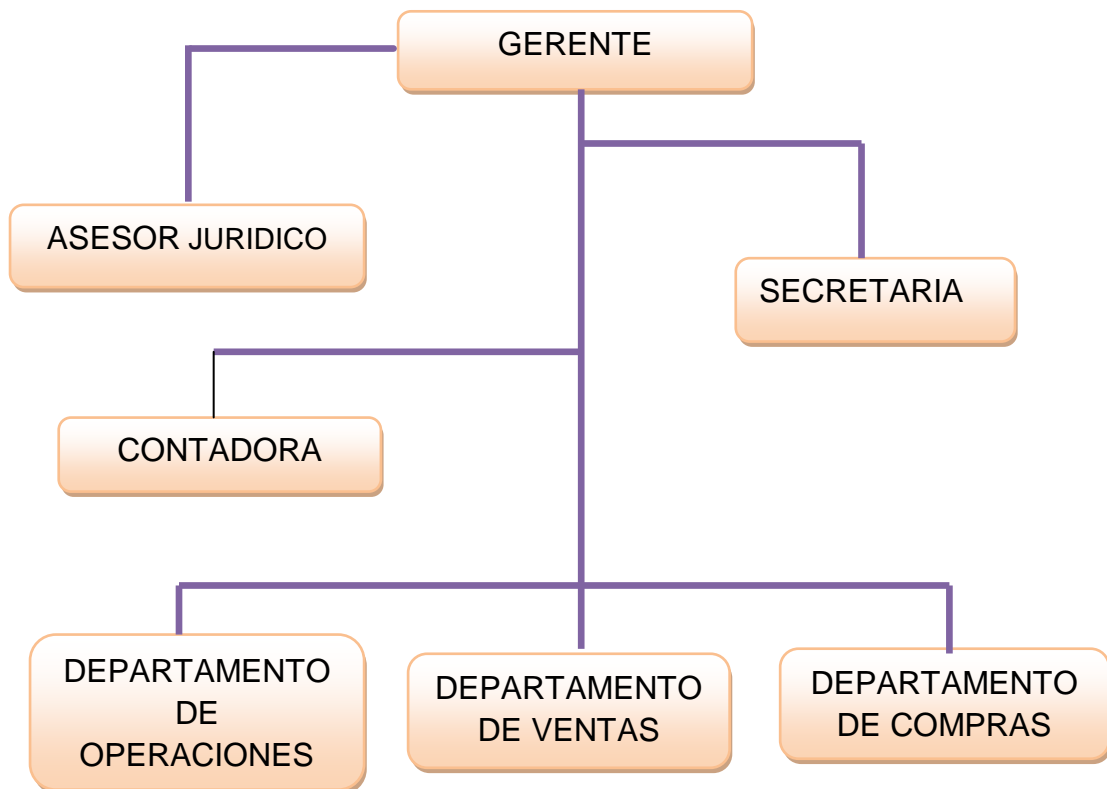 GERENTE
ASESOR JURIDICO
SECRETARIA
CONTADORA
DEPARTAMENTO
DE
OPERACIONES
DEPARTAMENTO
DE VENTAS
DEPARTAMENTO
DE COMPRAS